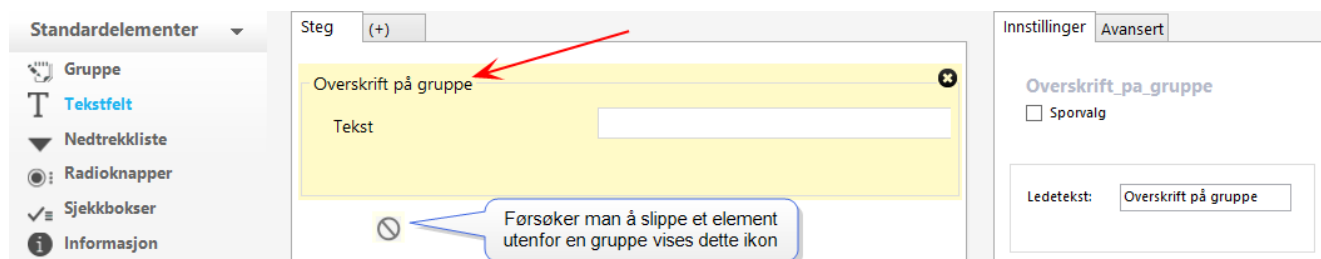 Standardelementer
Gruppe
Tekstfelt
Nedtrekkliste
Radioknapper
Sjekkbokser
Informasjon
Steg
(+)
Overskrift på gruppe
Tekst
Førsøker man å slippe et element
utenfor en gruppe vises dette ikon
Innstillinger
Avansert
Overskrift_pa_gruppe
Sporvalg
Ledetekst:
Overskrift på gruppe